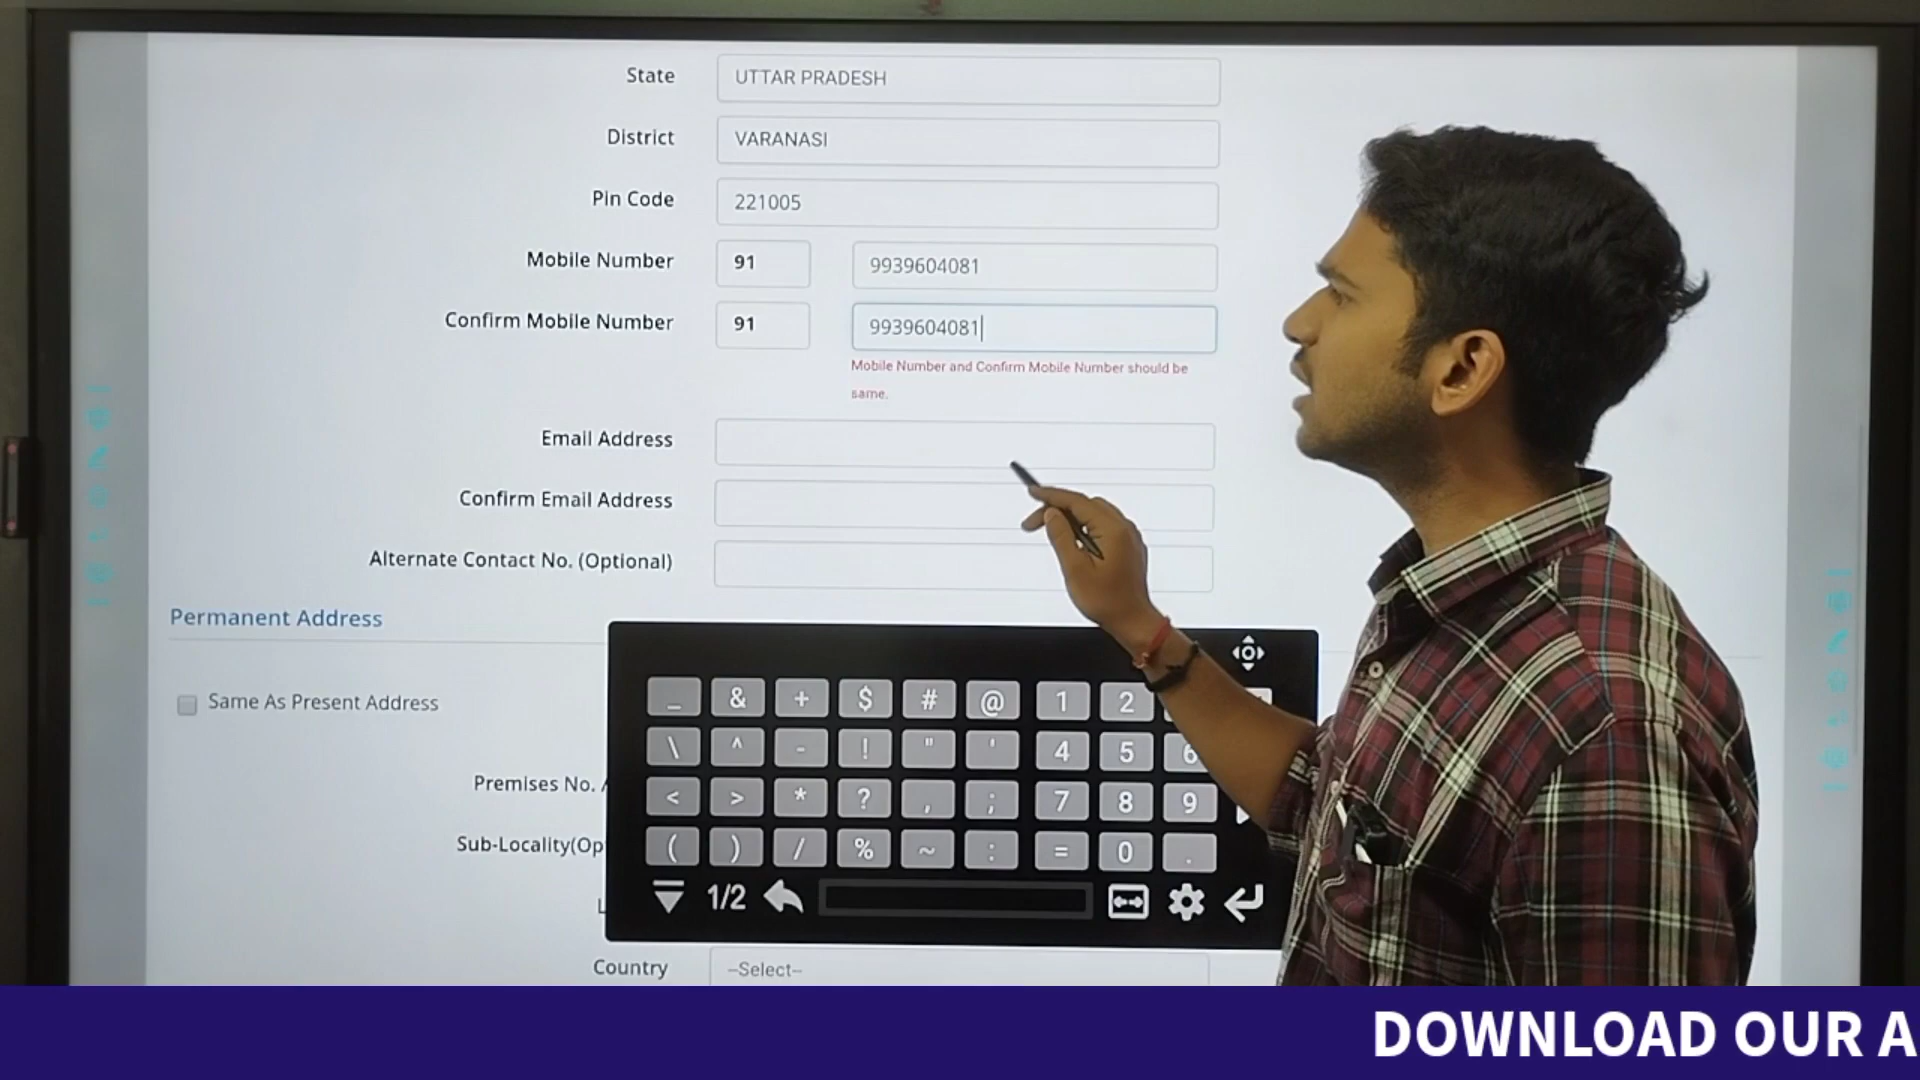 State UTTAR PRADESH
District VARANASI
Pin Code 221005
Mobile Number 91 9939604081
Confirm Mobile Number 91 9939604081
Mobile Number and Confirm Mobile Number should be
same.
Email Address
Confirm Email Address
Alternate Contact No. (Optional)
Permanent Address
Same As Present Address
Premises No.
Sub-Locality(Op
Country --Select--
_ & + $ # @ 1 2
\ ^ - ! " ' 4 5 6
< > * ? , ; 7 8 9
( ) / % ~ : = 0 .
1/2
DOWNLOAD OUR A